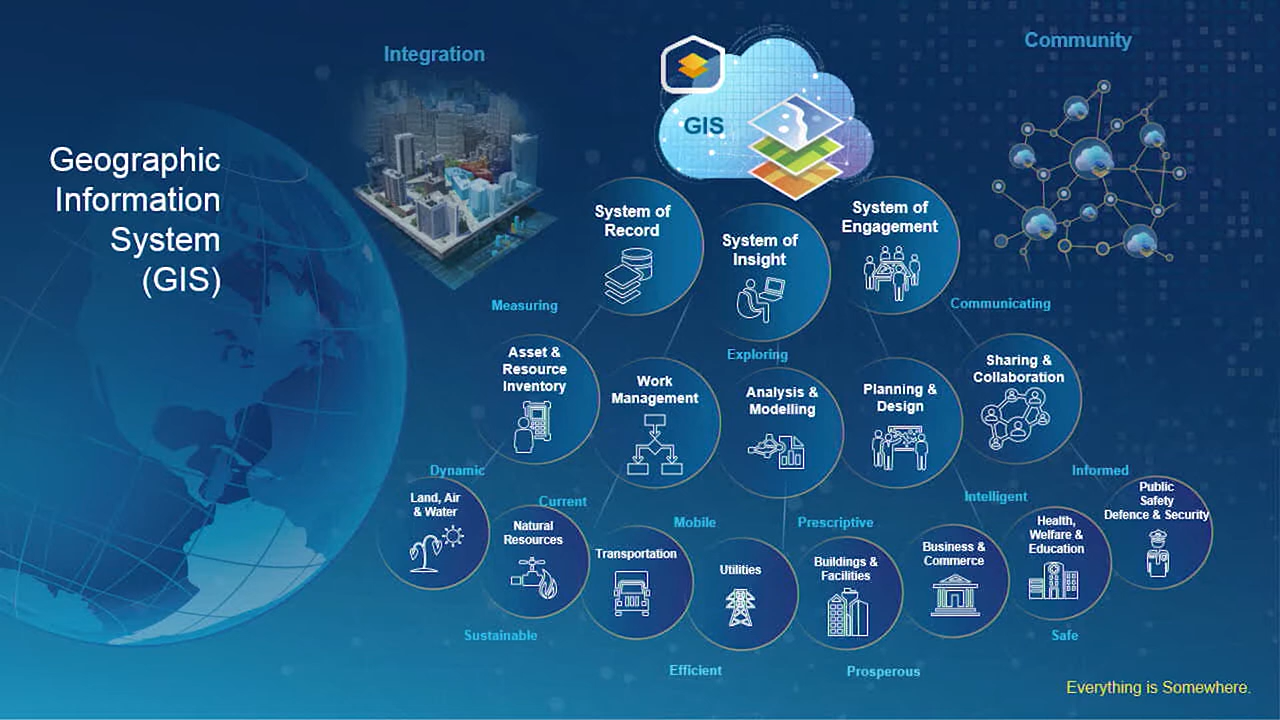 Integration
Community
GIS
Geographic
Information
System
(GIS)
System of
Record
System of
Insight
System of
Engagement
Measuring
Exploring
Communicating
Asset &
Resource
Inventory
Work
Management
Analysis &
Modelling
Planning &
Design
Sharing &
Collaboration
Dynamic
Current
Mobile
Prescriptive
Intelligent
Informed
Land, Air
& Water
Natural
Resources
Transportation
Utilities
Buildings &
Facilities
Business &
Commerce
Health,
Welfare &
Education
Public
Safety
Defence & Security
Sustainable
Efficient
Prosperous
Safe
Everything is Somewhere.